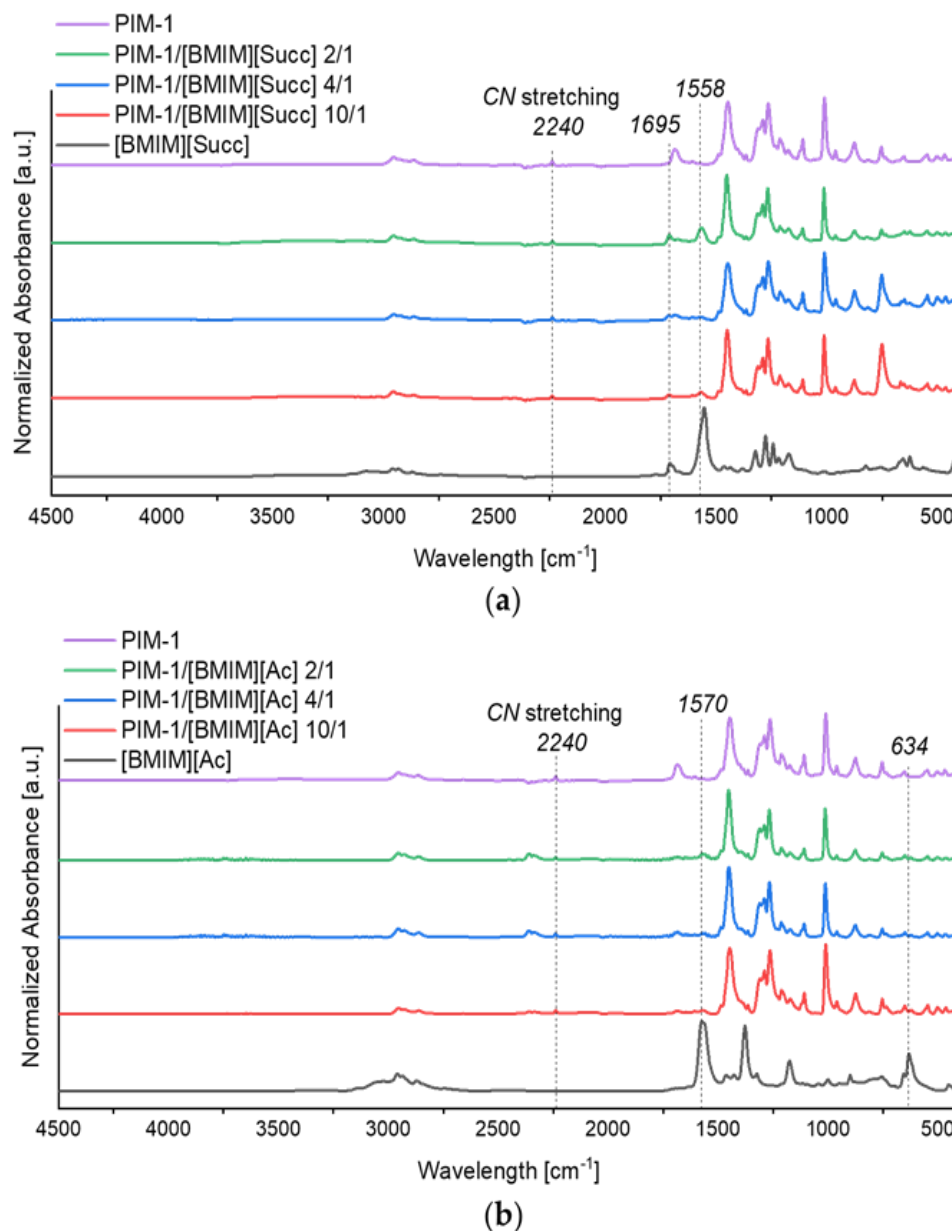 PIM-1
PIM-1/[BMIM][Succ] 2/1
PIM-1/[BMIM][Succ] 4/1
PIM-1/[BMIM][Succ] 10/1
[BMIM][Succ]
CN stretching
2240
1695
1558
Normalized Absorbance [a.u.]
4500 4000 3000 2500 2000 1500 1000 500
Wavelength [cm⁻¹]
(a)
PIM-1
PIM-1/[BMIM][Ac] 2/1
PIM-1/[BMIM][Ac] 4/1
PIM-1/[BMIM][Ac] 10/1
[BMIM][Ac]
CN stretching
2240
1570
634
Normalized Absorbance [a.u.]
4500 4000 3000 2500 2000 1500 1000 500
Wavelength [cm⁻¹]
(b)